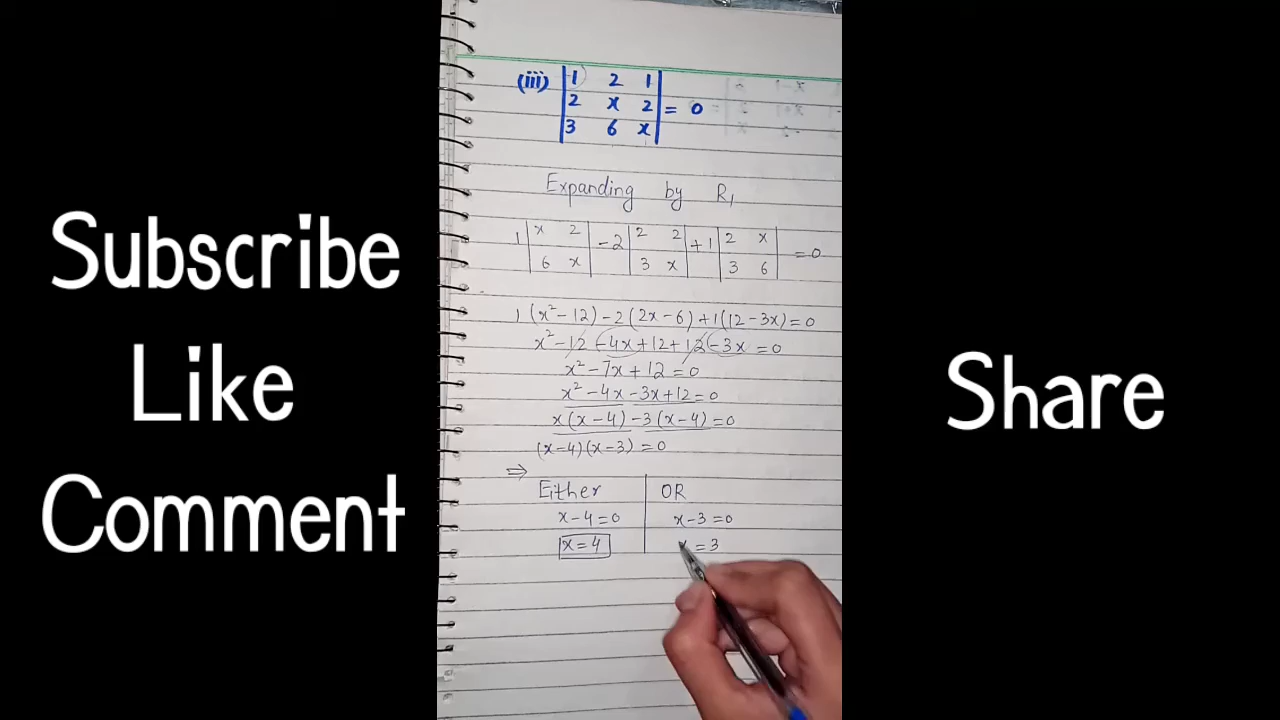 Subscribe
Like
Comment
(iii) | 1 2 1 |
| 2 x 2 | = 0
| 3 6 x |
Expanding by R₁
1 | x 2 | -2 | 2 2 | +1 | 2 x | = 0
| 6 x | | 3 x | | 3 6 |
1 (x² - 12) - 2 (2x - 6) + 1 (12 - 3x) = 0
x² - 12 - 4x + 12 + 12 - 3x = 0
x² - 7x + 12 = 0
x² - 4x - 3x + 12 = 0
x (x - 4) - 3 (x - 4) = 0
(x - 4) (x - 3) = 0
⇒
Either | OR
x - 4 = 0 | x - 3 = 0
x = 4 | x = 3
Share